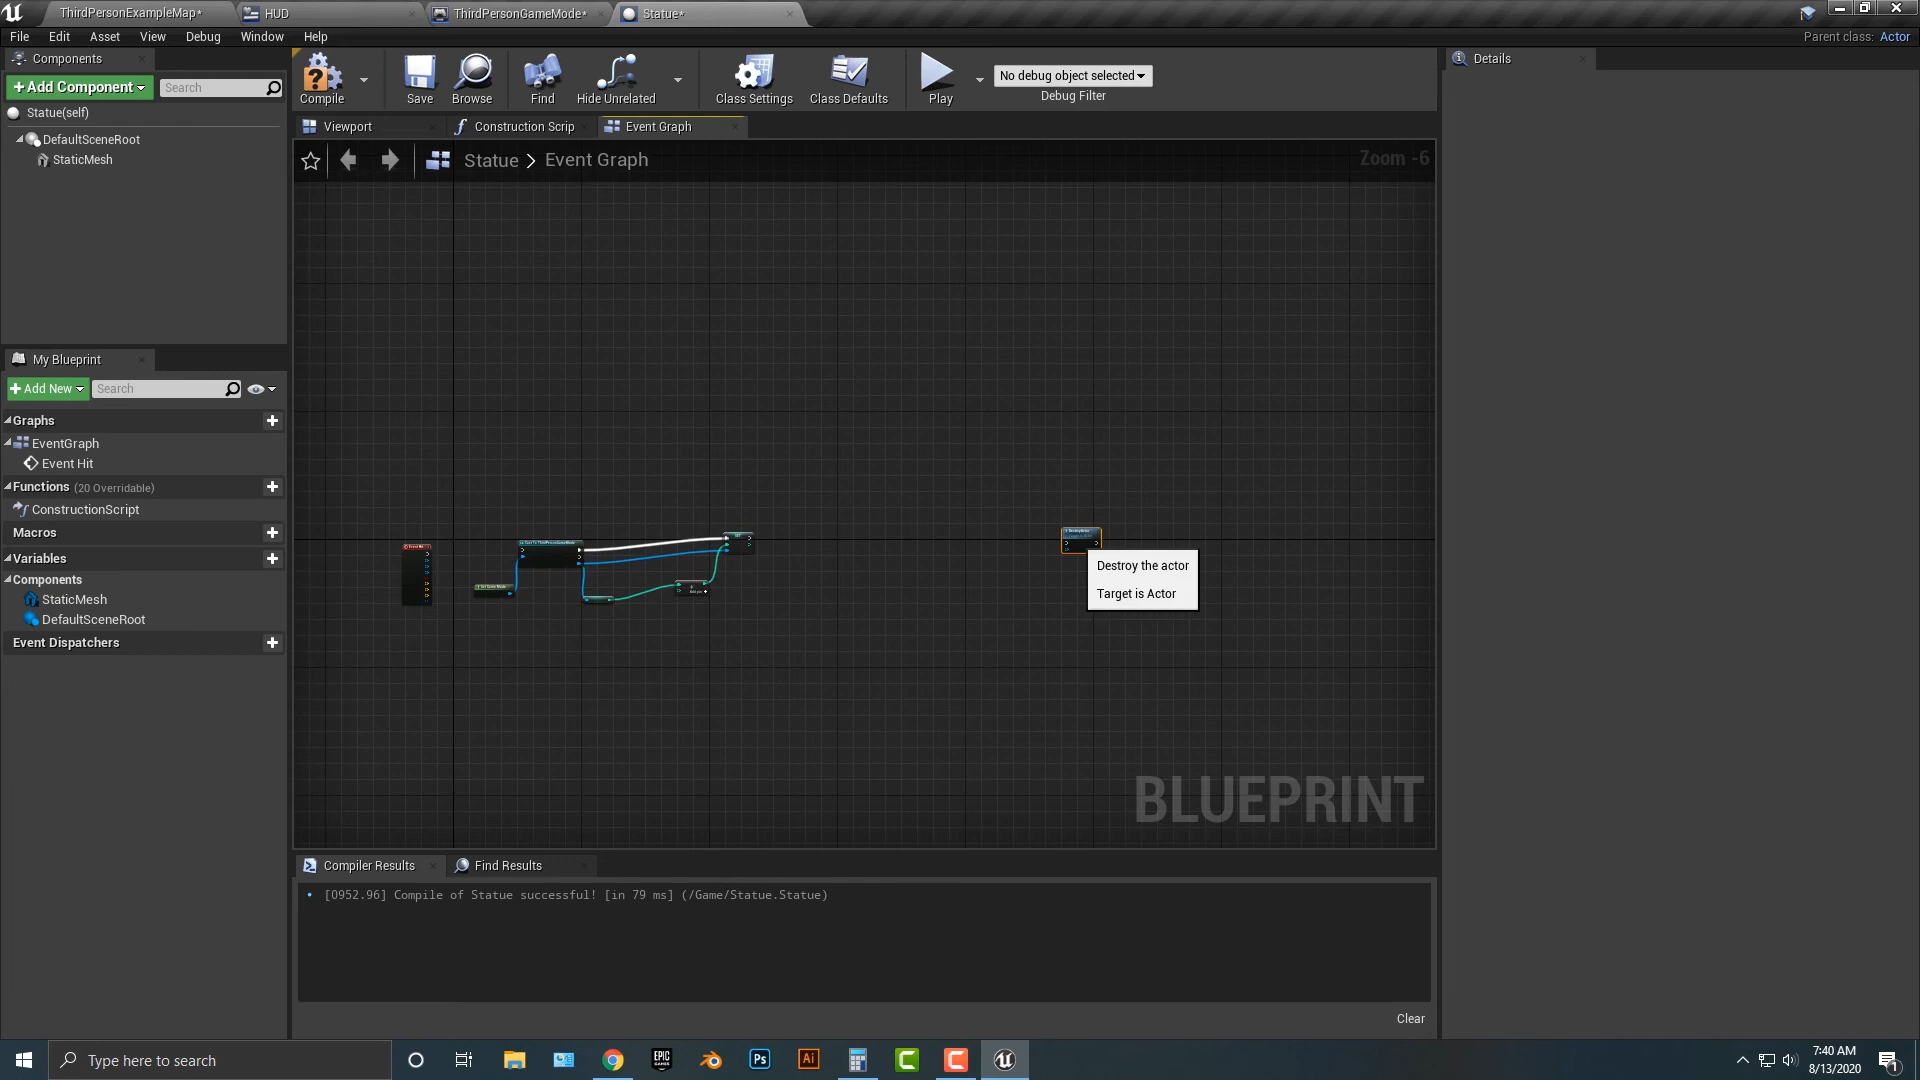 ThirdPersonExampleMap*
HUD
ThirdPersonGameMode*
Statue*
File
Edit
Asset
View
Debug
Window
Help
Parent class: Actor
Components
+ Add Component
Search
Statue(self)
DefaultSceneRoot
StaticMesh
Compile
Save
Browse
Find
Hide Unrelated
Class Settings
Class Defaults
Play
No debug object selected
Debug Filter
Details
Viewport
Construction Scrip
Event Graph
Statue > Event Graph
Zoom -6
My Blueprint
+ Add New
Search
Graphs
EventGraph
Event Hit
Functions (20 Overridable)
ConstructionScript
Macros
Variables
Components
StaticMesh
DefaultSceneRoot
Event Dispatchers
Destroy the actor
Target is Actor
BLUEPRINT
Compiler Results
Find Results
[0952.96] Compile of Statue successful! [in 79 ms] (/Game/Statue.Statue)
Clear
Type here to search
7:40 AM
8/13/2020